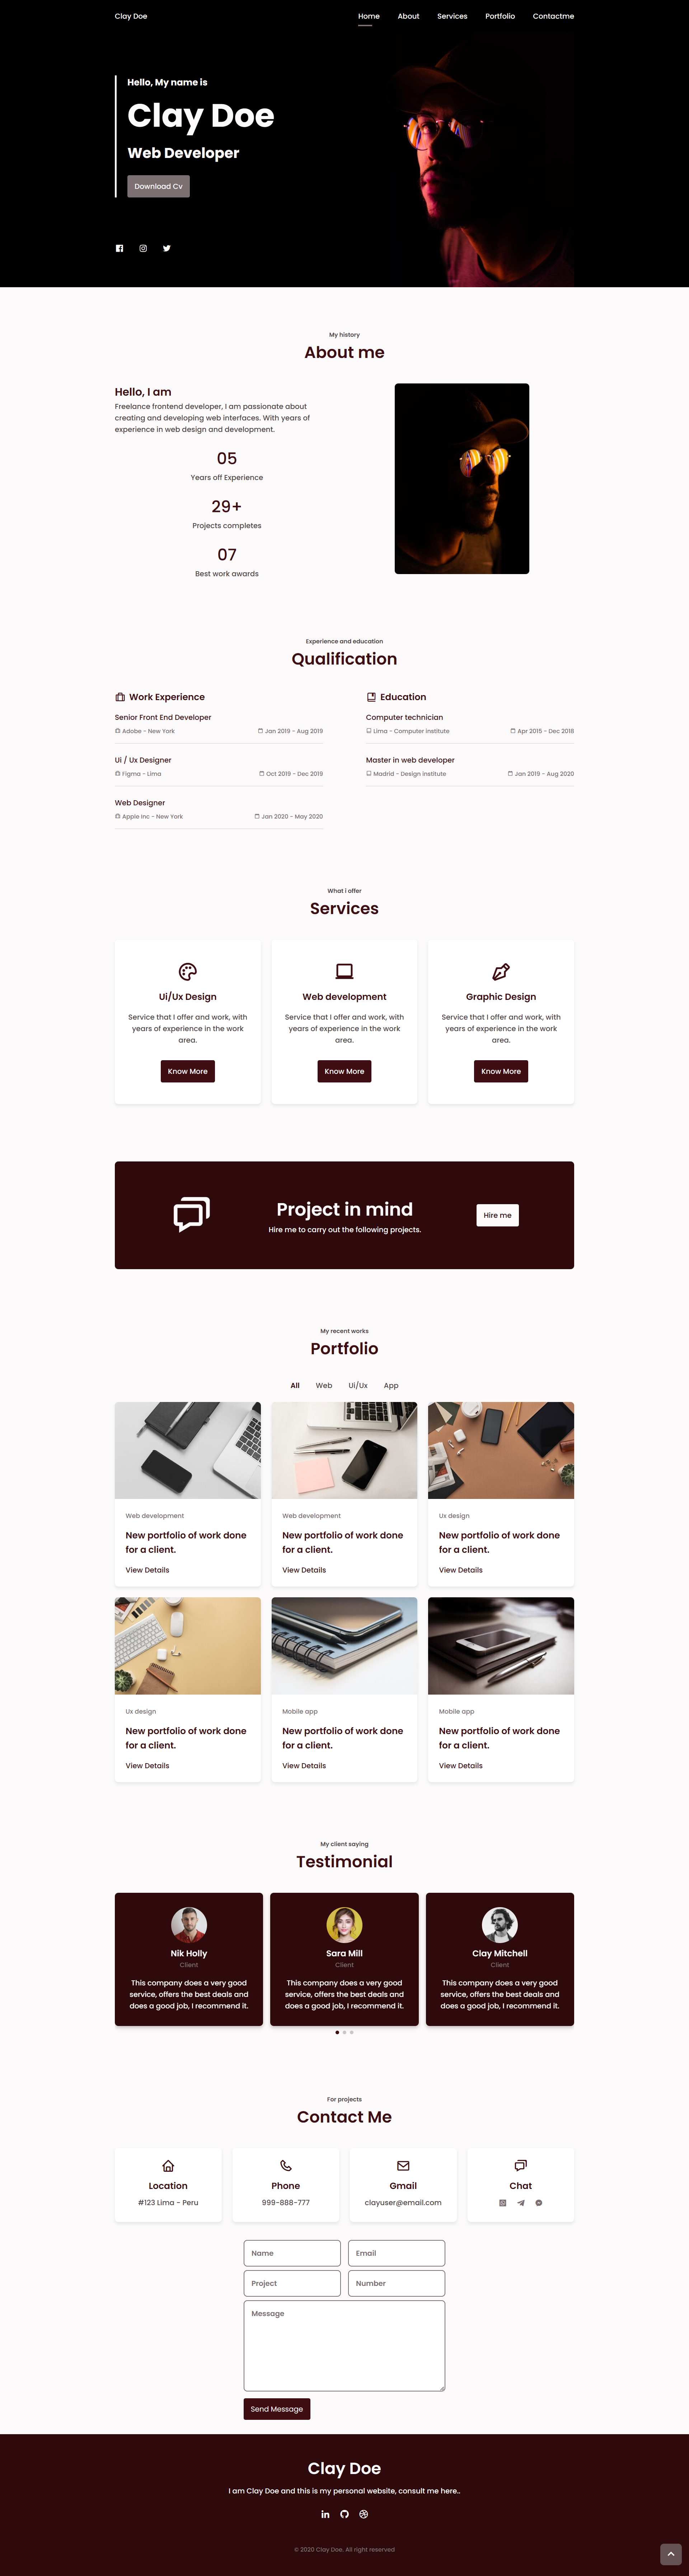 Clay Doe
Home About Services Portfolio Contactme
Hello, My name is
Clay Doe
Web Developer
Download Cv
My history
About me
Hello, I am
Freelance frontend developer, I am passionate about
creating and developing web interfaces. With years of
experience in web design and development.
05
Years off Experience
29+
Projects completes
07
Best work awards
Experience and education
Qualification
Work Experience
Senior Front End Developer
Adobe - New York Jan 2019 - Aug 2019
Ui / Ux Designer
Figma - Lima Oct 2019 - Dec 2019
Web Designer
Apple Inc - New York Jan 2020 - May 2020
Education
Computer technician
Lima - Computer institute Apr 2015 - Dec 2018
Master in web developer
Madrid - Design institute Jan 2019 - Aug 2020
What i offer
Services
Ui/Ux Design
Service that I offer and work, with
years of experience in the work
area.
Know More
Web development
Service that I offer and work, with
years of experience in the work
area.
Know More
Graphic Design
Service that I offer and work, with
years of experience in the work
area.
Know More
Project in mind
Hire me to carry out the following projects.
Hire me
My recent works
Portfolio
All Web Ui/Ux App
Web development
New portfolio of work done
for a client.
View Details
Web development
New portfolio of work done
for a client.
View Details
Ux design
New portfolio of work done
for a client.
View Details
Ux design
New portfolio of work done
for a client.
View Details
Mobile app
New portfolio of work done
for a client.
View Details
Mobile app
New portfolio of work done
for a client.
View Details
My client saying
Testimonial
Nik Holly
Client
This company does a very good
service, offers the best deals and
does a good job, I recommend it.
Sara Mill
Client
This company does a very good
service, offers the best deals and
does a good job, I recommend it.
Clay Mitchell
Client
This company does a very good
service, offers the best deals and
does a good job, I recommend it.
For projects
Contact Me
Location
#123 Lima - Peru
Phone
999-888-777
Gmail
clayuser@email.com
Chat
Name
Email
Project
Number
Message
Send Message
Clay Doe
I am Clay Doe and this is my personal website, consult me here..
© 2020 Clay Doe. All right reserved